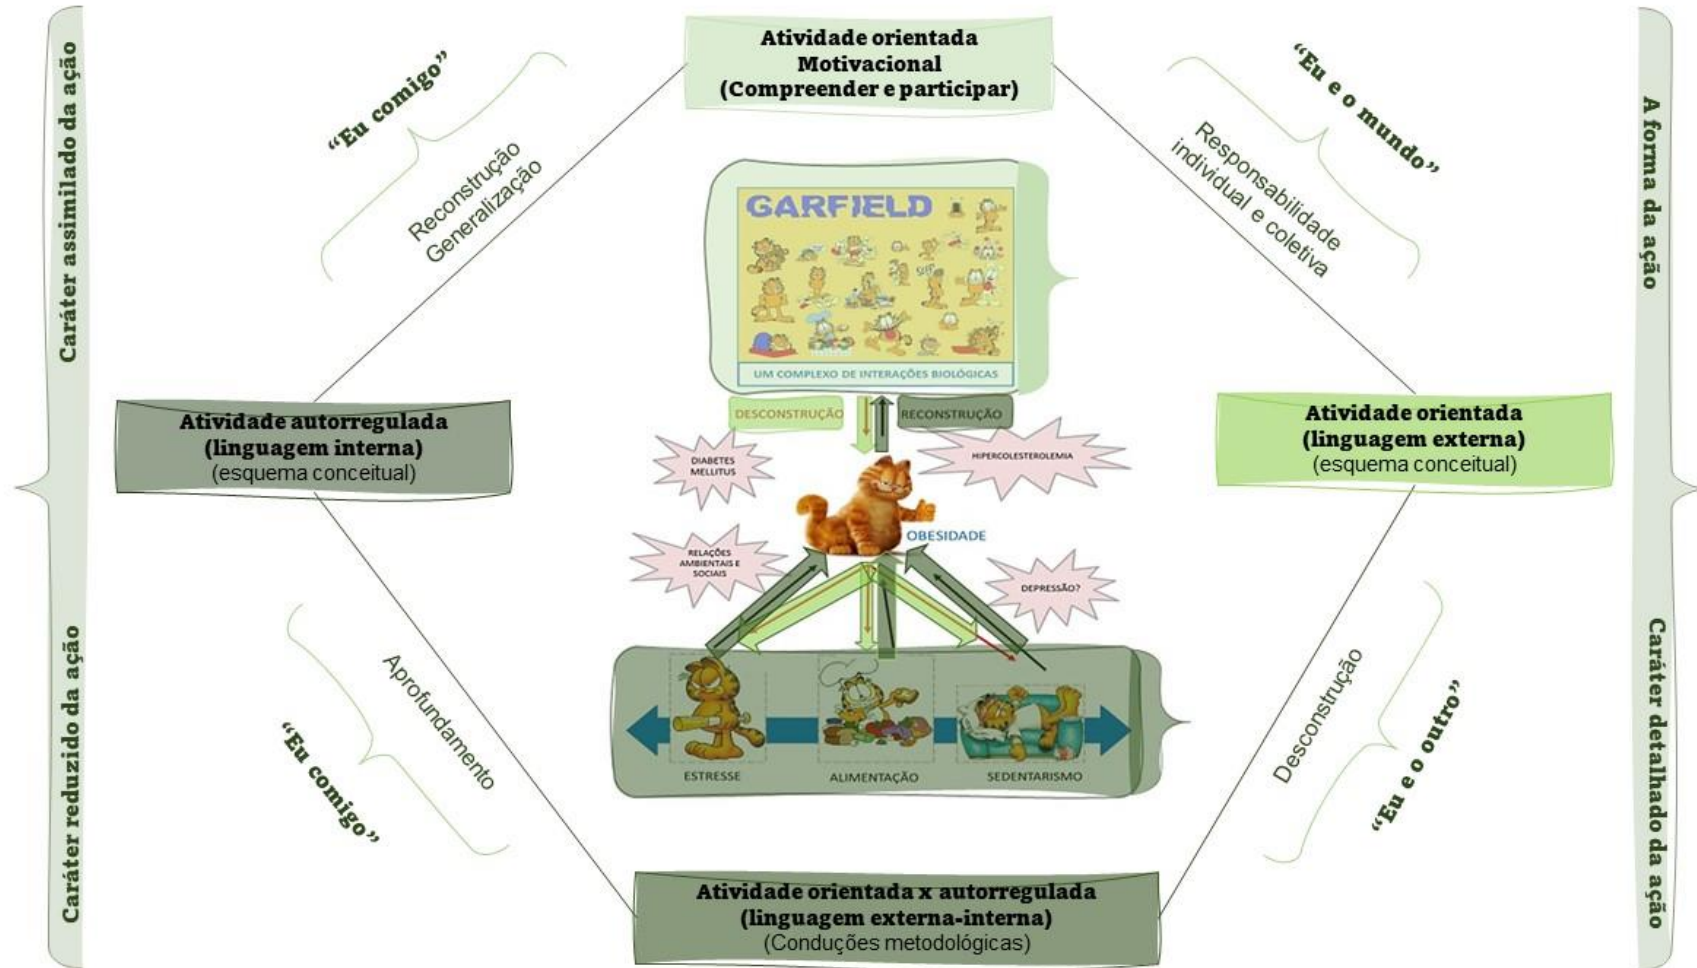 Atividade orientada
Motivacional
(Compreender e participar)
“Eu comigo”
Reconstrução
Generalização
“Eu e o mundo”
Responsabilidade
individual e coletiva
Caráter assimilado da ação
A forma da ação
GARFIELD
UM COMPLEXO DE INTERAÇÕES BIOLÓGICAS
DESCONSTRUÇÃO
RECONSTRUÇÃO
Atividade autorregulada
(linguagem interna)
(esquema conceitual)
Atividade orientada
(linguagem externa)
(esquema conceitual)
DIABETES
MELLITUS
HIPERCOLESTEROLEMIA
OBESIDADE
RELAÇÕES
AMBIENTAIS E
SOCIAIS
DEPRESSÃO?
ESTRESSE
ALIMENTAÇÃO
SEDENTARISMO
Caráter reduzido da ação
Caráter detalhado da ação
Aprofundamento
“Eu comigo”
Desconstrução
“Eu e o outro”
Atividade orientada x autorregulada
(linguagem externa-interna)
(Conduções metodológicas)